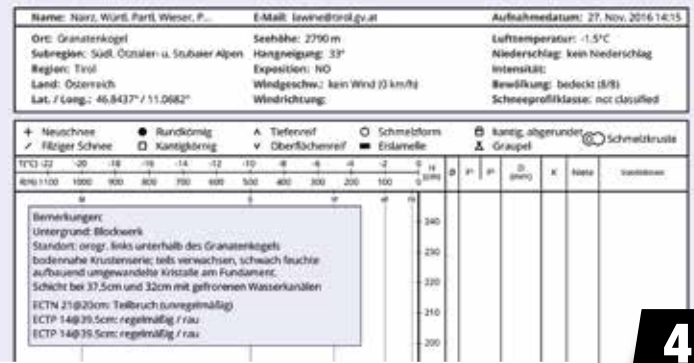 Name: Nairz, Würtl, Partl, Wieser, P...
E-Mail: lawine@tirol.gv.at
Aufnahmedatum: 27. Nov. 2016 14:15
Ort: Granatenkogel
Seehöhe: 2790 m
Lufttemperatur: -1.5°C
Subregion: Südl. Ötztaler- u. Stubaier Alpen
Hangneigung: 33°
Niederschlag: kein Niederschlag
Region: Tirol
Exposition: NO
Intensität:
Land: Österreich
Windgeschw.: kein Wind (0 km/h)
Bewölkung: bedeckt (8/8)
Lat. / Long.: 46.8437° / 11.0682°
Windrichtung:
Schneeprofilklasse: not classified
+ Neuschnee ● Rundkörnig ∧ Tiefenreif ○ Schmelzform kantig, abgerundet Schmelzkruste
/ Filziger Schnee □ Kantigkörnig ∨ Oberflächenreif Eislamelle Graupel
T(°C) -22 -20 -18 -16 -14 -12 -10 -8 -6 -4 -2 0
R(N) 1100 1000 900 800 700 600 500 400 300 200 100 0
H (cm) θ F¹ F² D (mm) K
Bemerkungen:
Untergrund: Blockwerk
Standort: orogr. links unterhalb des Granatenkogels
bodennahe Krustenserie; teils verwachsen, schwach feuchte
aufbauend umgewandelte Kristalle am Fundament.
Schicht bei 37,5cm und 32cm mit gefrorenen Wasserkanälen
ECTN 21@20cm: Teilbruch (unregelmäßig)
ECTP 14@39.5cm: regelmäßig / rau
ECTP 14@39.5cm: regelmäßig / rau
240
230
220
210
200
4